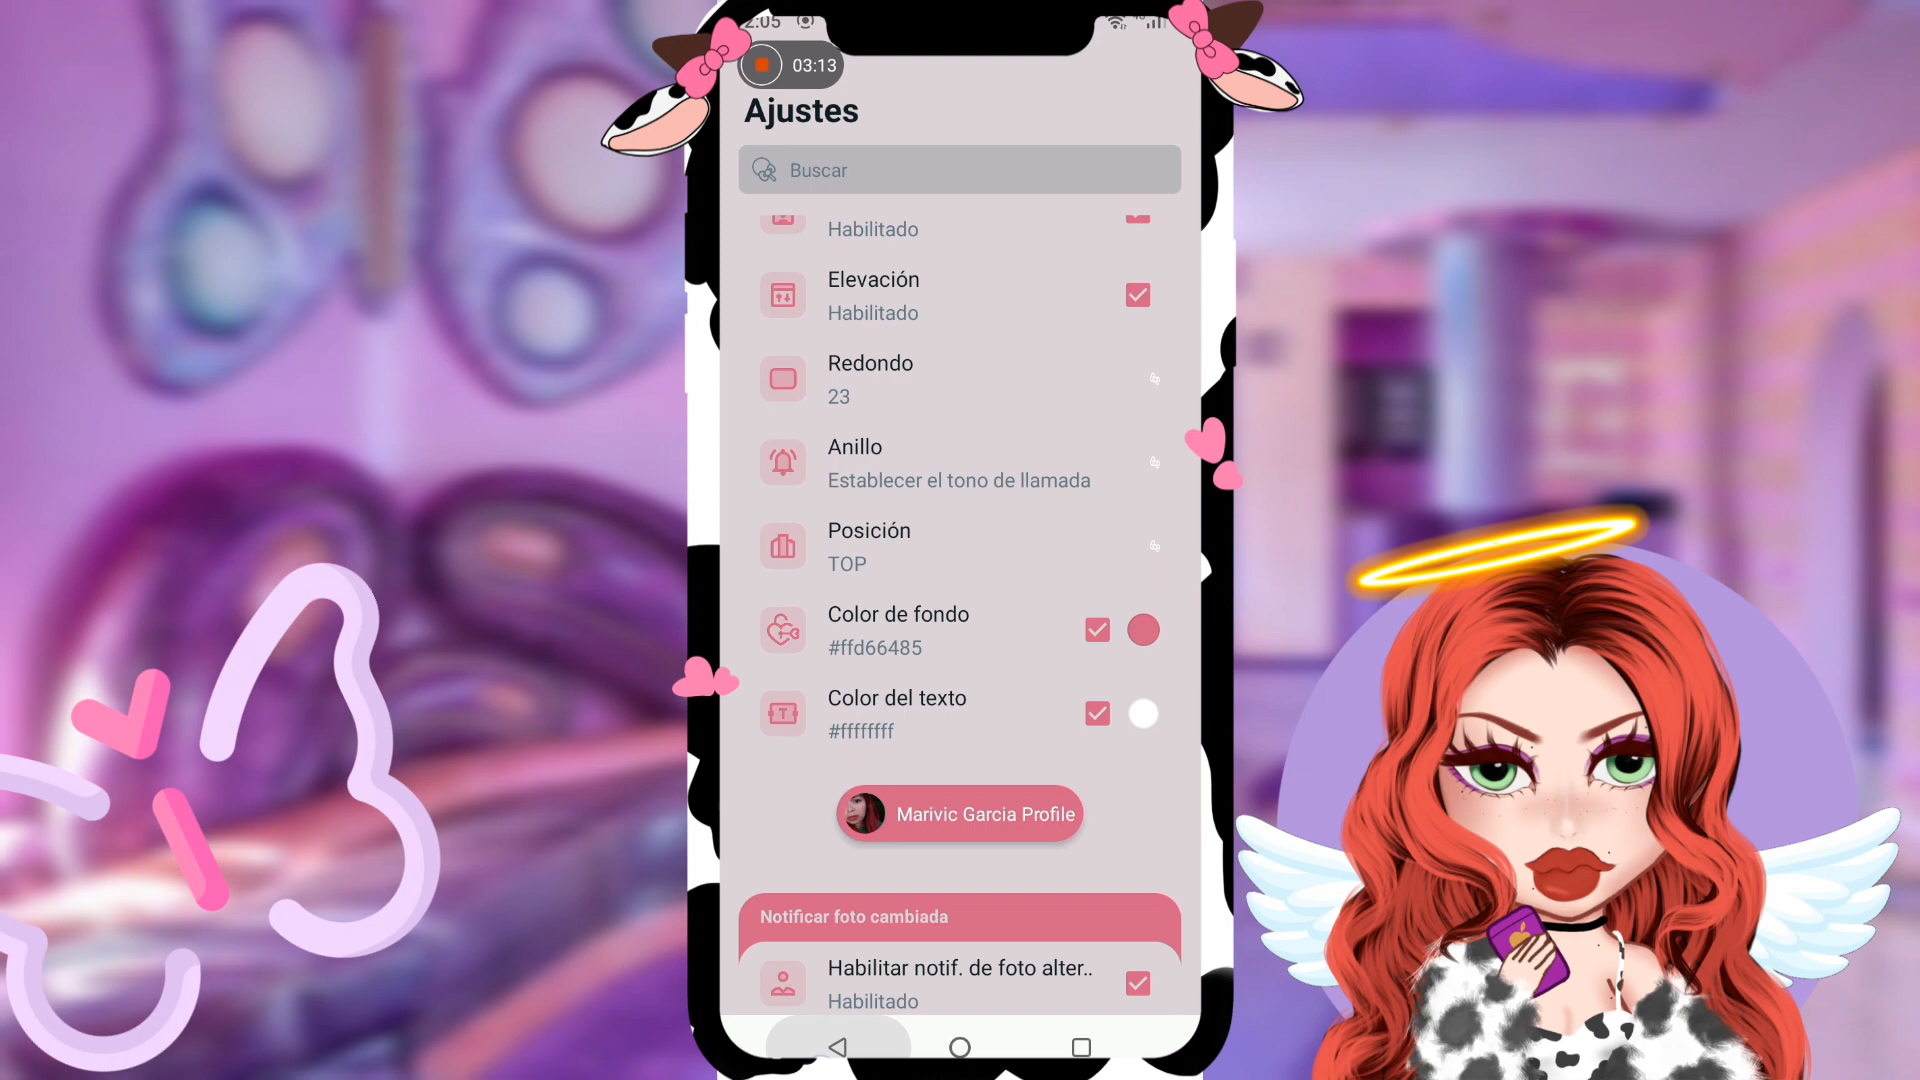 2:05
03:13
Ajustes
Buscar
Habilitado
Elevación
Habilitado
Redondo
23
Anillo
Establecer el tono de llamada
Posición
TOP
Color de fondo
#ffd66485
Color del texto
#ffffffff
Marivic Garcia Profile
Notificar foto cambiada
Habilitar notif. de foto alter..
Habilitado